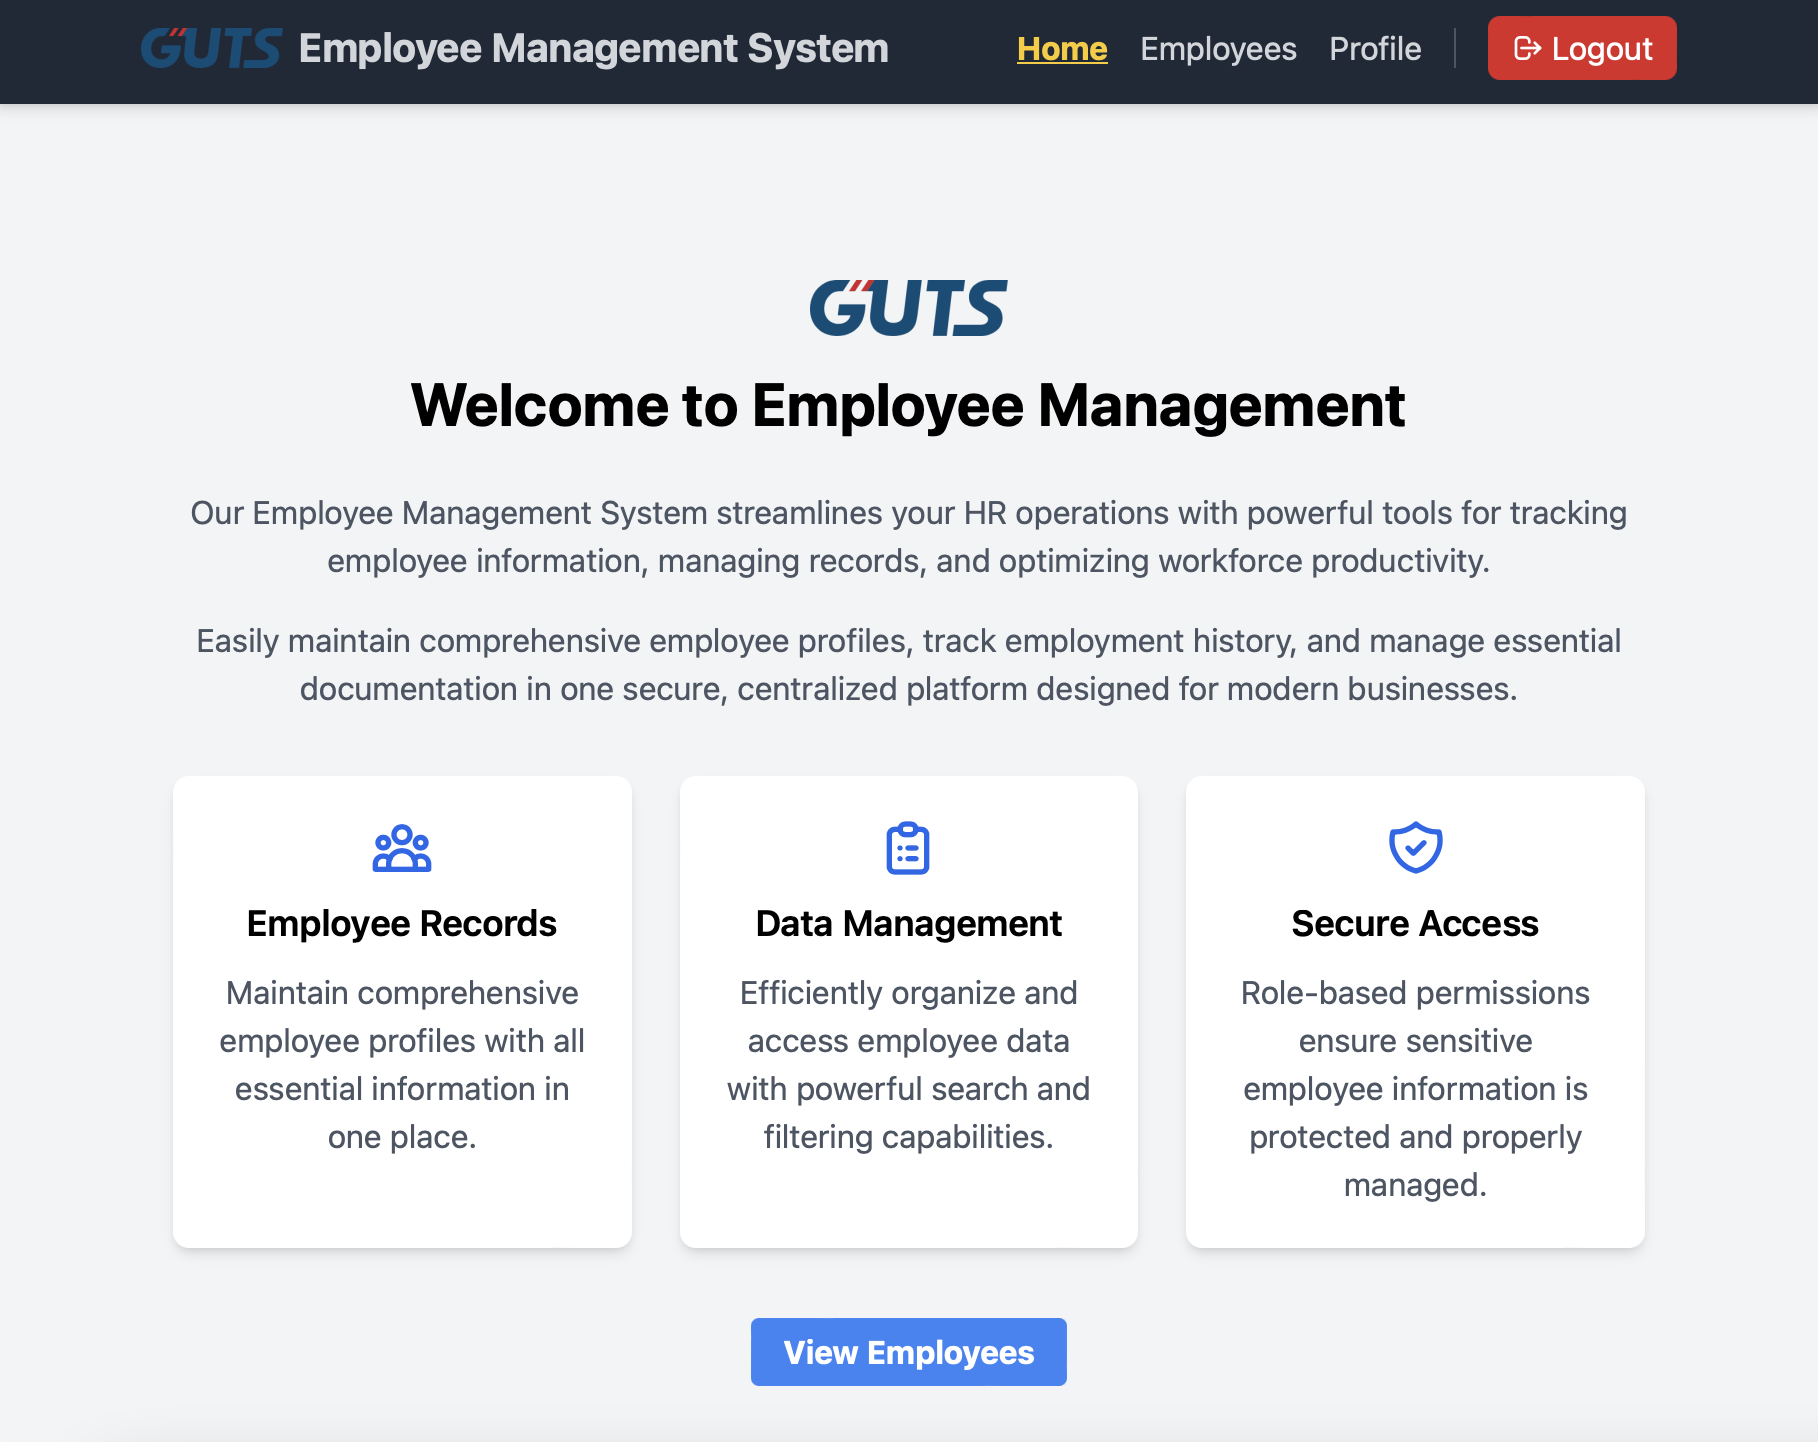 GUTS Employee Management System Home Employees Profile Logout
GUTS
Welcome to Employee Management
Our Employee Management System streamlines your HR operations with powerful tools for tracking
employee information, managing records, and optimizing workforce productivity.
Easily maintain comprehensive employee profiles, track employment history, and manage essential
documentation in one secure, centralized platform designed for modern businesses.
Employee Records
Maintain comprehensive
employee profiles with all
essential information in
one place.
Data Management
Efficiently organize and
access employee data
with powerful search and
filtering capabilities.
Secure Access
Role-based permissions
ensure sensitive
employee information is
protected and properly
managed.
View Employees